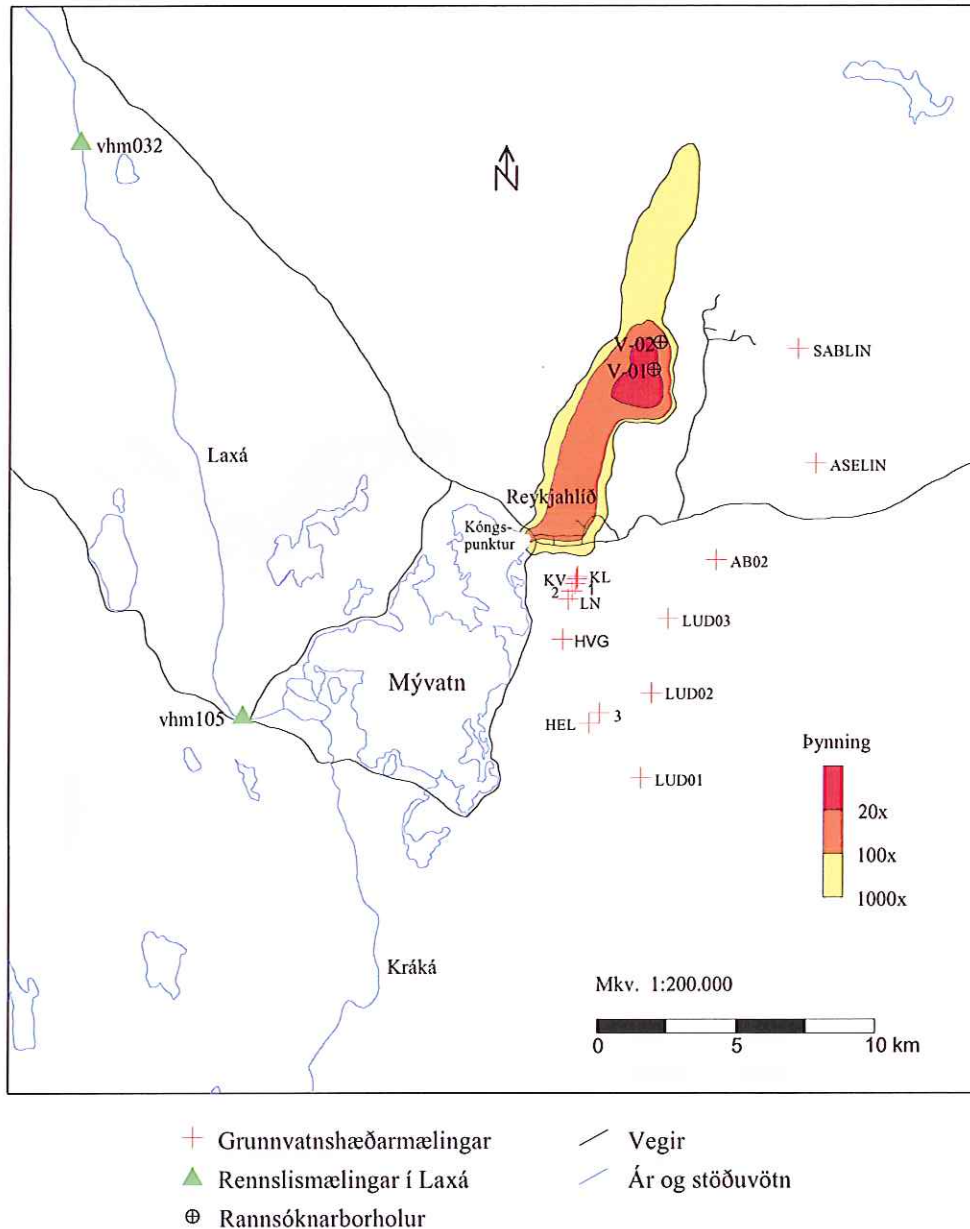 vhm032
N
V-02
V-01
SABLIN
Laxá
ASELIN
Reykjahlíð
Kóngs-
punktur
AB02
KV
KL
2
1
LN
LUD03
HVG
Mývatn
LUD02
vhm105
3
HEL
LUD01
Þynning
20x
100x
1000x
Kráká
Mkv. 1:200.000
0 5 10 km
Grunnvatnshæðarmælingar
Vegir
Rennslismælingar í Laxá
Ár og stöðuvötn
Rannsóknarborholur